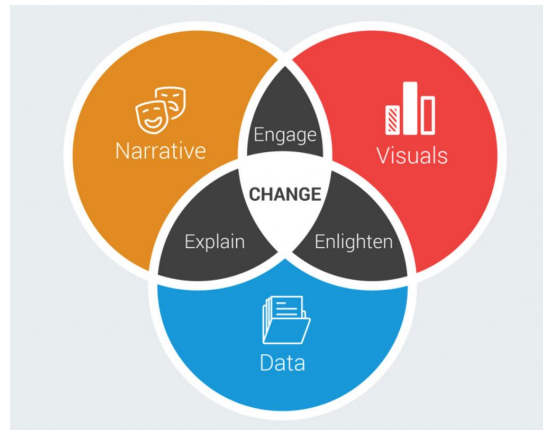 Engage
Narrative
Visuals
CHANGE
Explain
Enlighten
Data